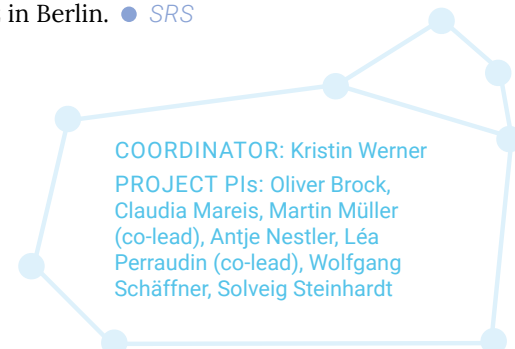 in Berlin. ● SRS
COORDINATOR: Kristin Werner
PROJECT PIs: Oliver Brock,
Claudia Mareis, Martin Müller
(co-lead), Antje Nestler, Léa
Perraudin (co-lead), Wolfgang
Schäffner, Solveig Steinhardt